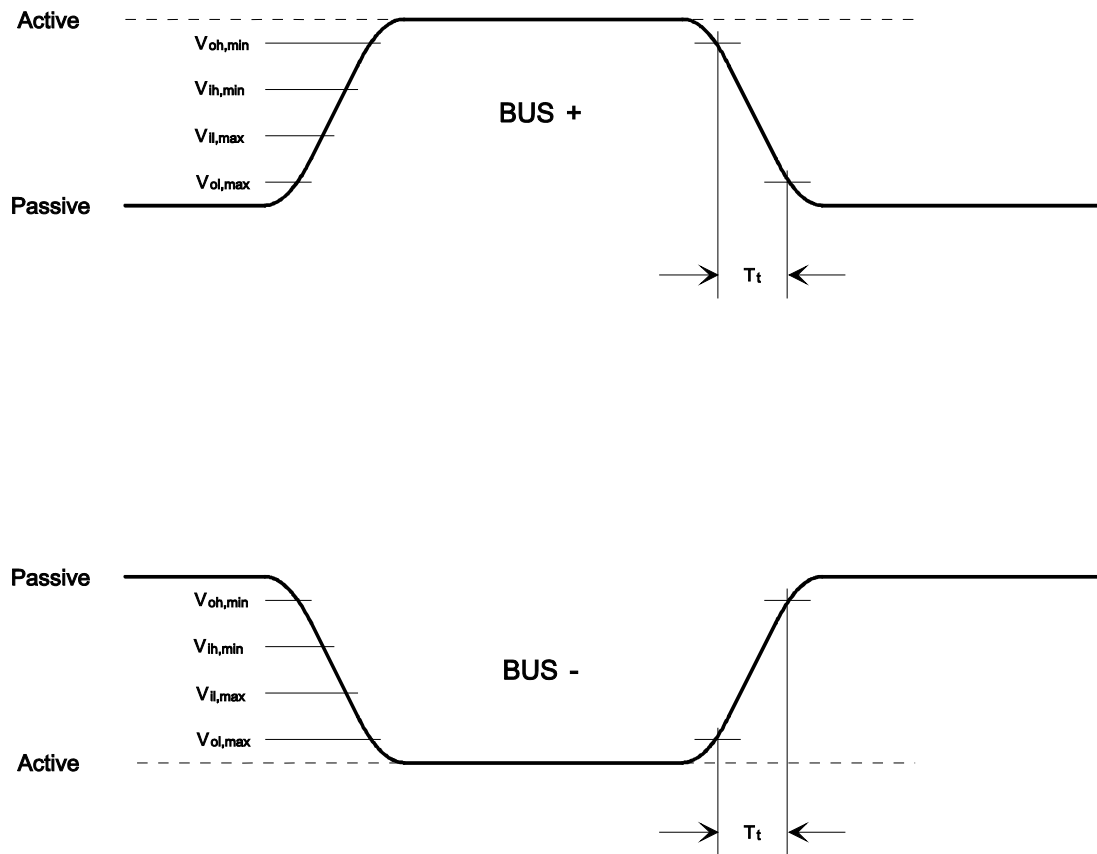 Active
Voh,min
Vih,min
BUS +
Vil,max
Vol,max
Passive
Tt
Passive
Voh,min
Vih,min
BUS -
Vil,max
Vol,max
Active
Tt